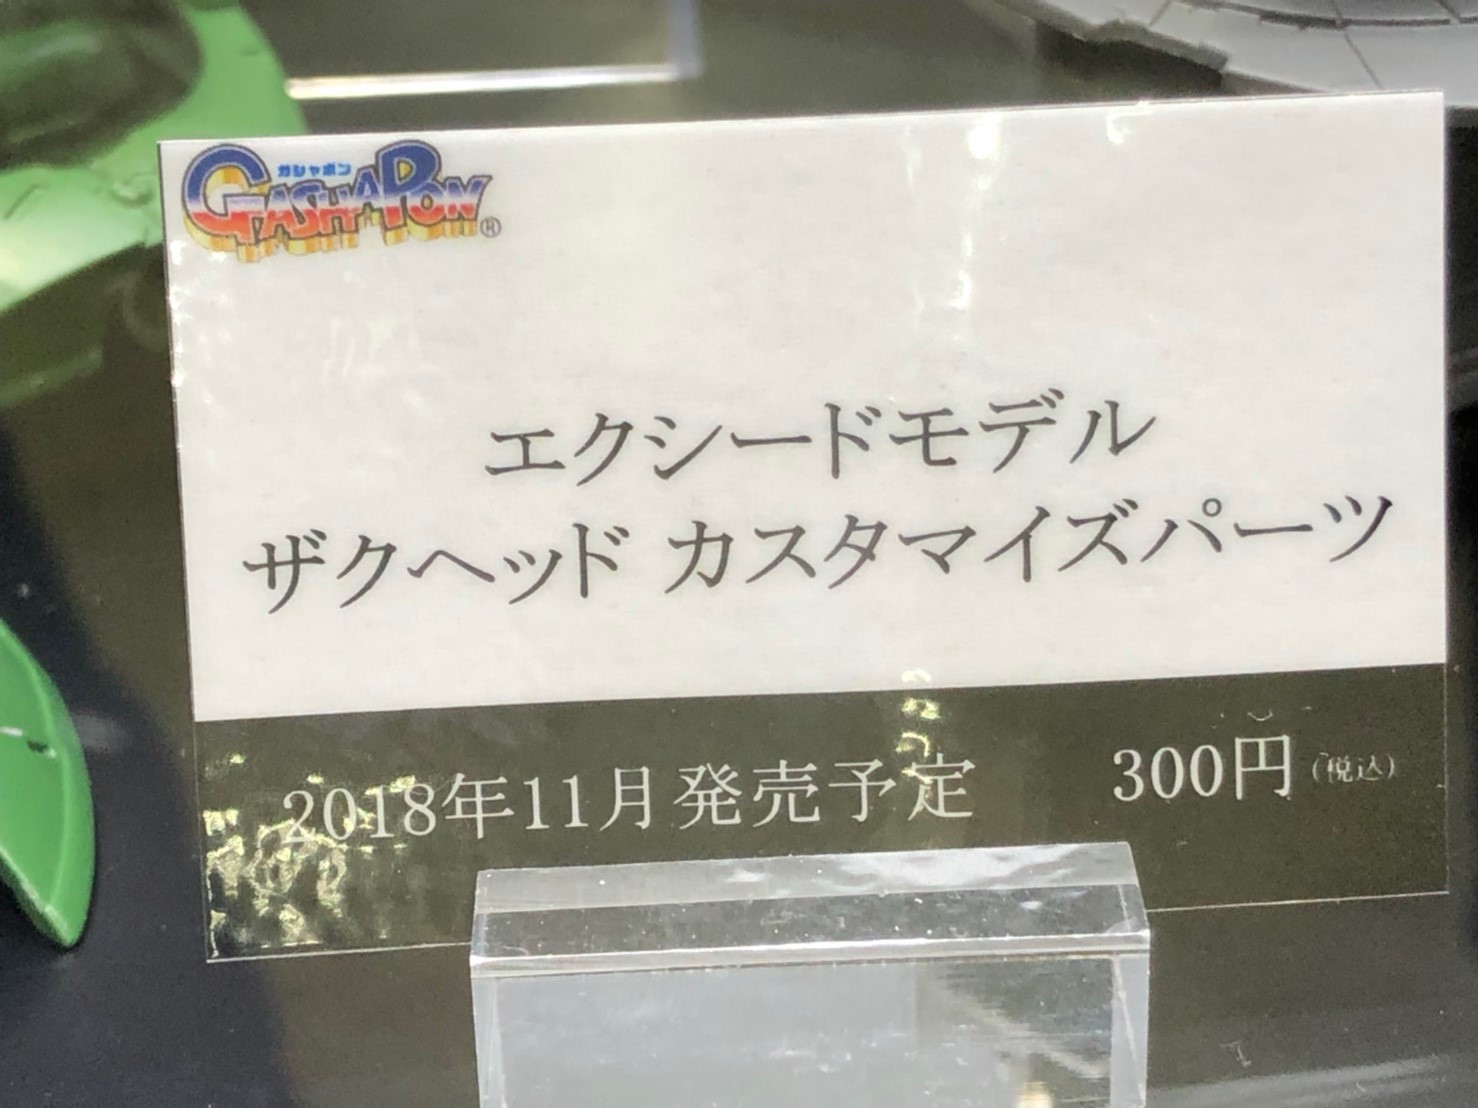 ガシャポン
GASHAPON®
エクシードモデル
ザクヘッド カスタマイズパーツ
2018年11月発売予定 300円(税込)